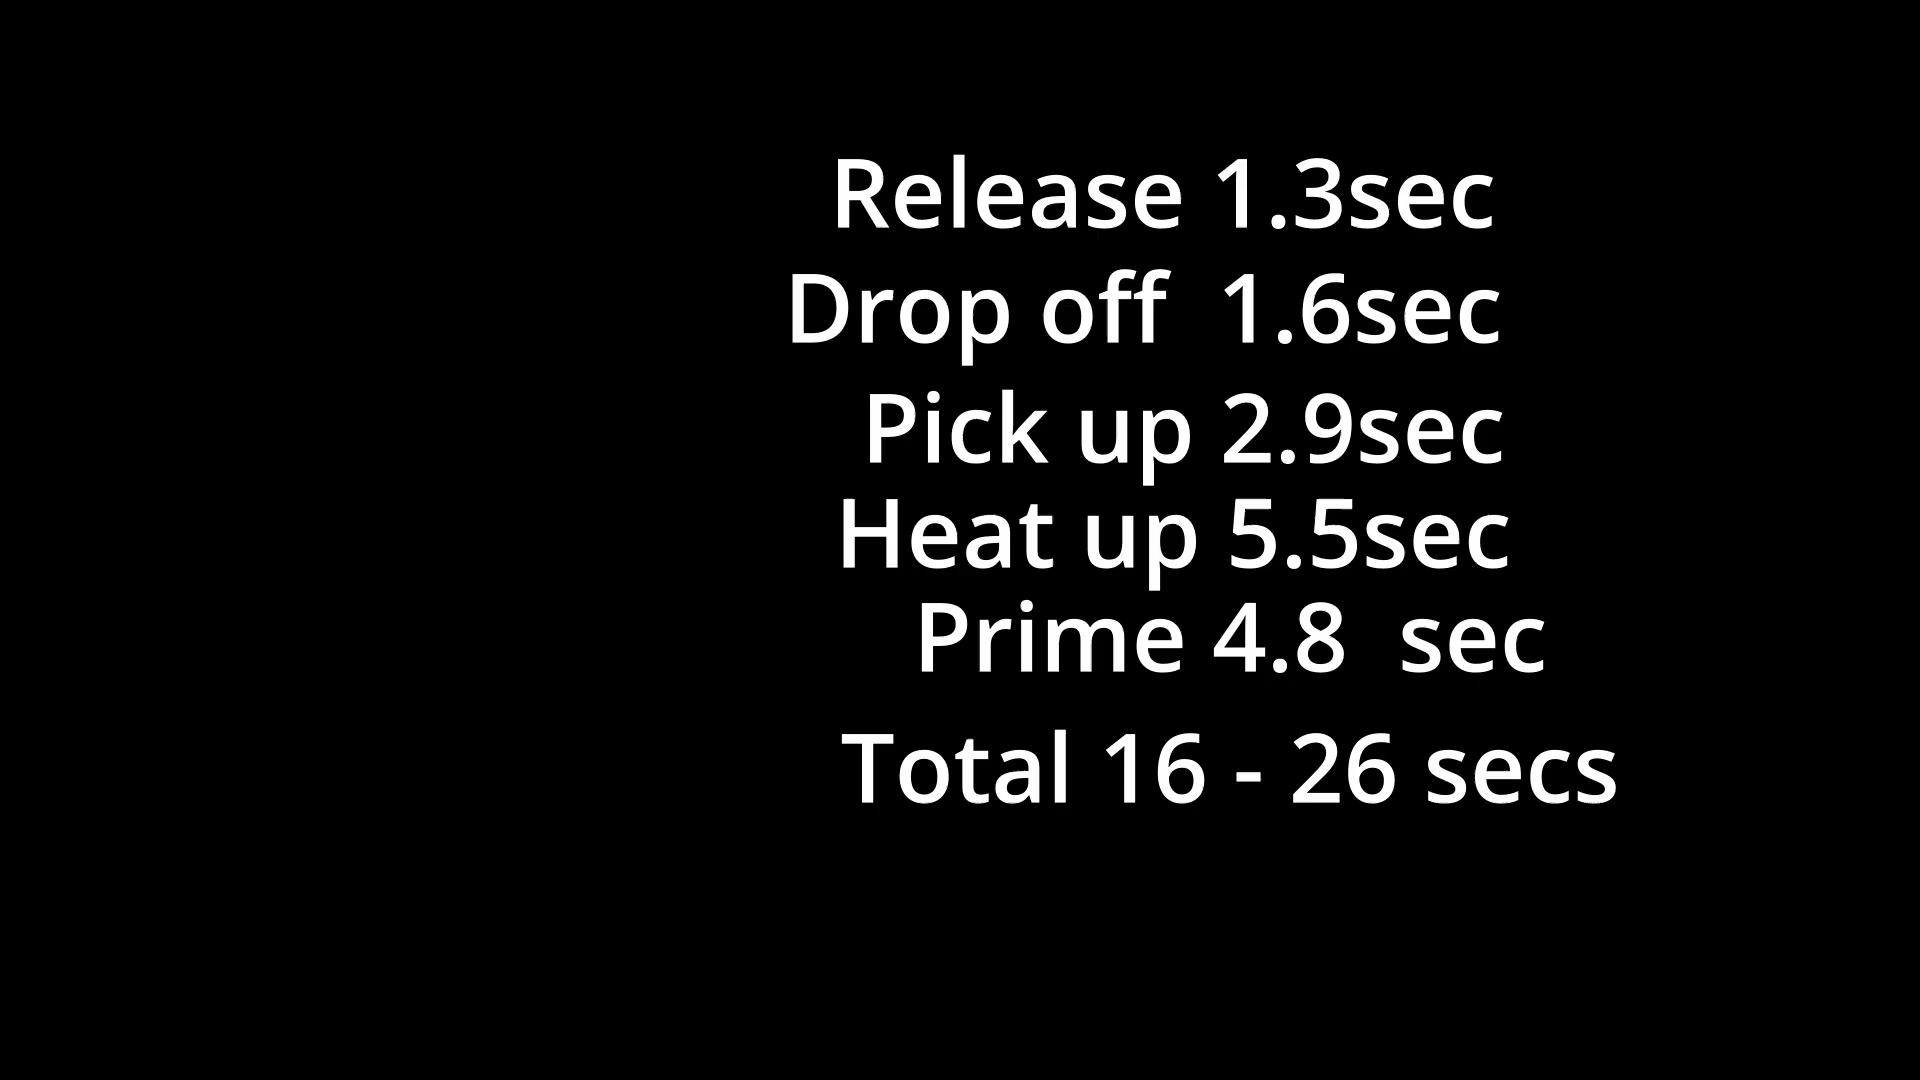 Release 1.3sec
Drop off  1.6sec
Pick up 2.9sec
Heat up 5.5sec
Prime 4.8  sec
Total 16 - 26 secs